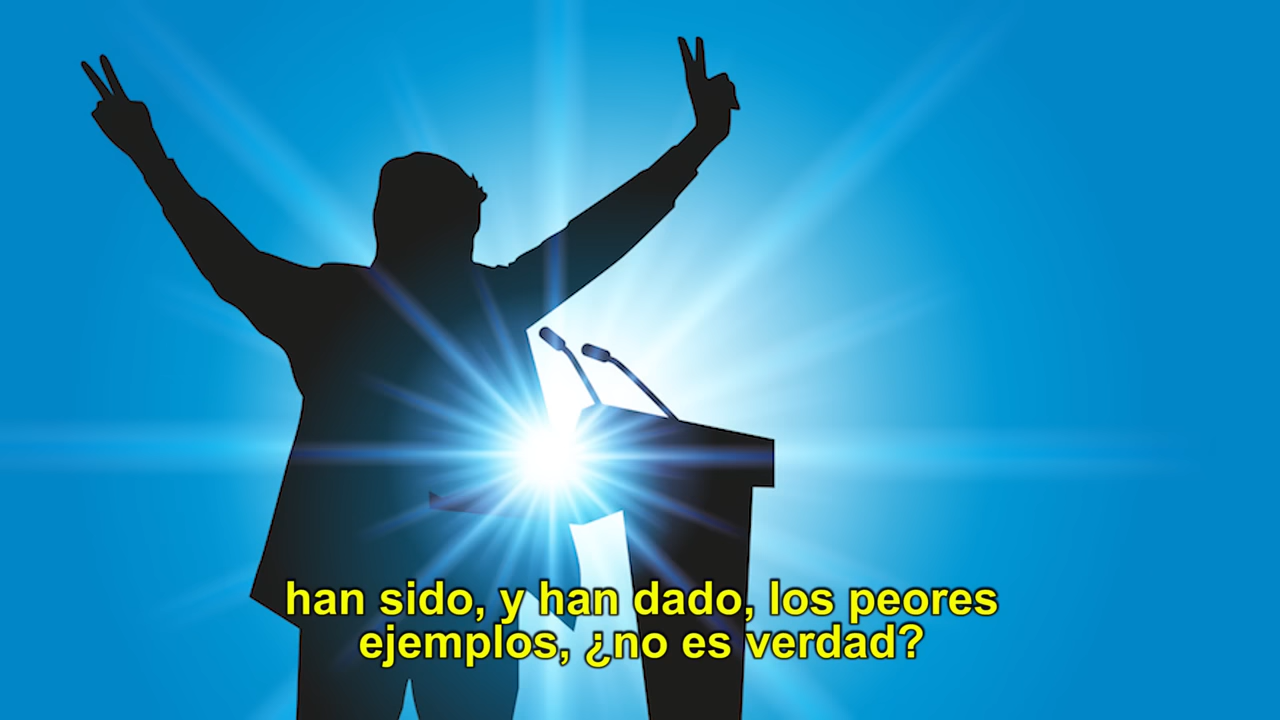 han sido, y han dado, los peores
ejemplos, ¿no es verdad?